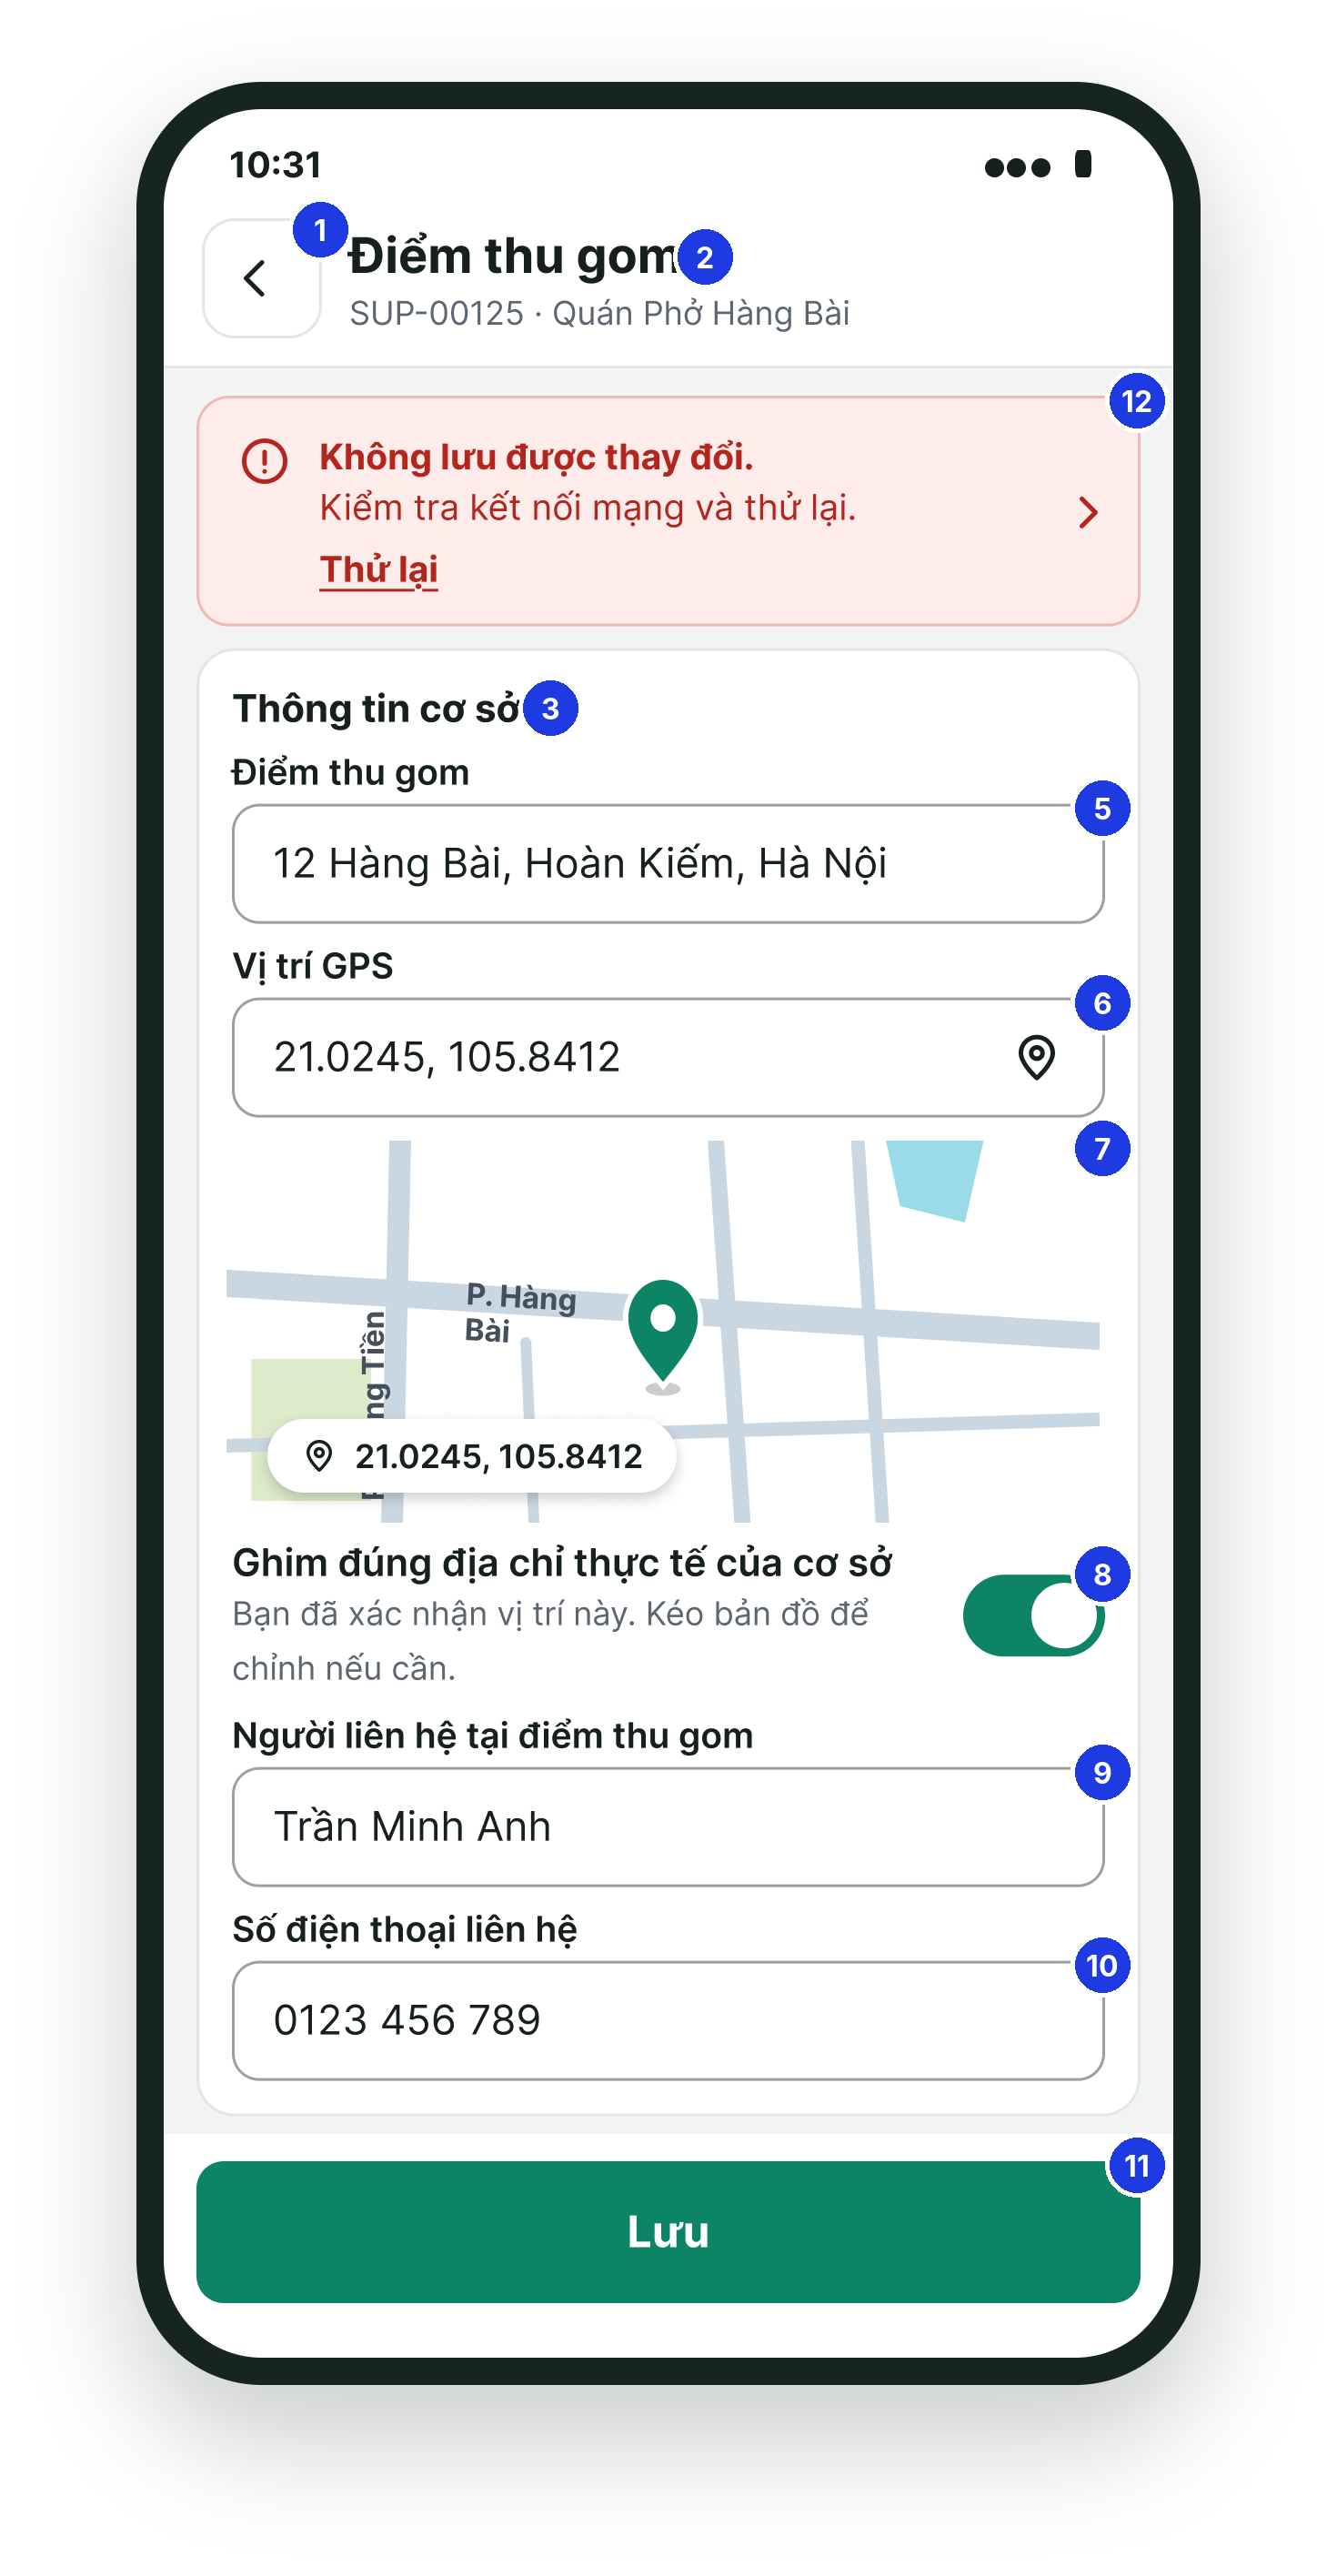 10:31
1
Điểm thu gom 2
SUP-00125 · Quán Phở Hàng Bài
12
Không lưu được thay đổi.
Kiểm tra kết nối mạng và thử lại.
Thử lại
Thông tin cơ sở 3
Điểm thu gom
5
12 Hàng Bài, Hoàn Kiếm, Hà Nội
Vị trí GPS
6
21.0245, 105.8412
7
P. Hàng
Bài
Tiền
21.0245, 105.8412
Ghim đúng địa chỉ thực tế của cơ sở
8
Bạn đã xác nhận vị trí này. Kéo bản đồ để
chỉnh nếu cần.
Người liên hệ tại điểm thu gom
9
Trần Minh Anh
Số điện thoại liên hệ
10
0123 456 789
11
Lưu